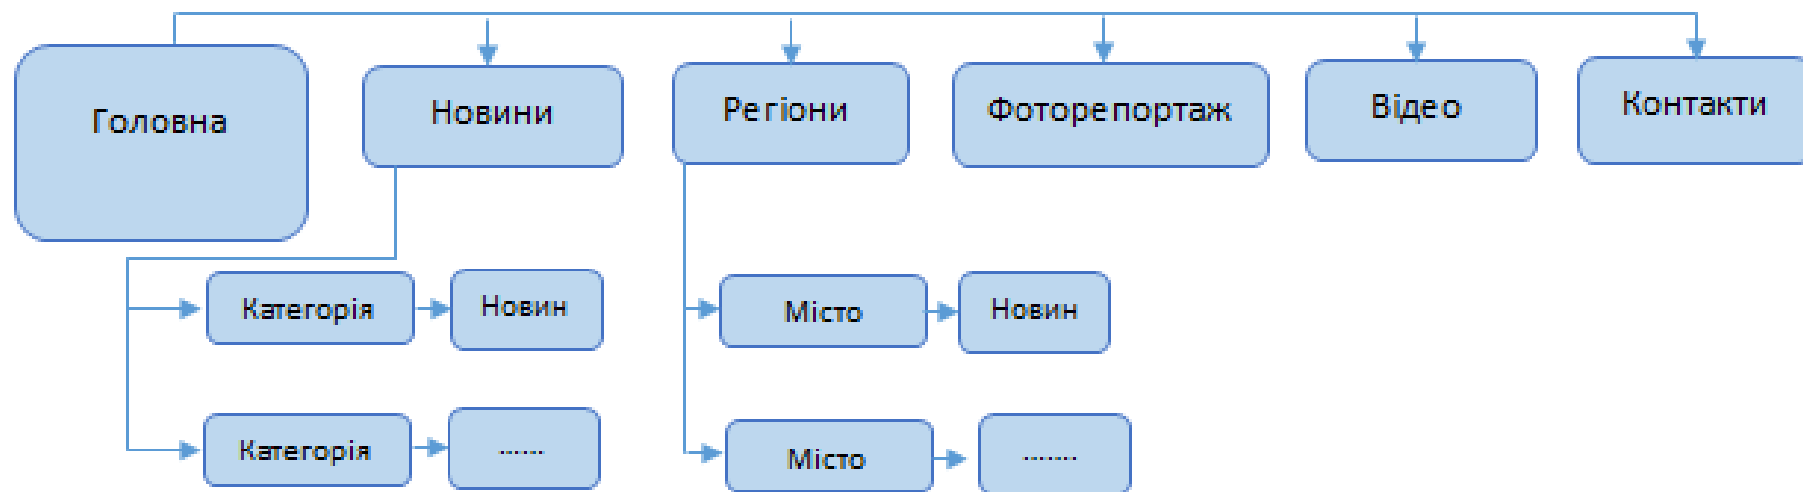 Головна
Новини
Регіони
Фоторепортаж
Відео
Контакти
Категорія
Новин
Місто
Новин
Категорія
......
Місто
.......